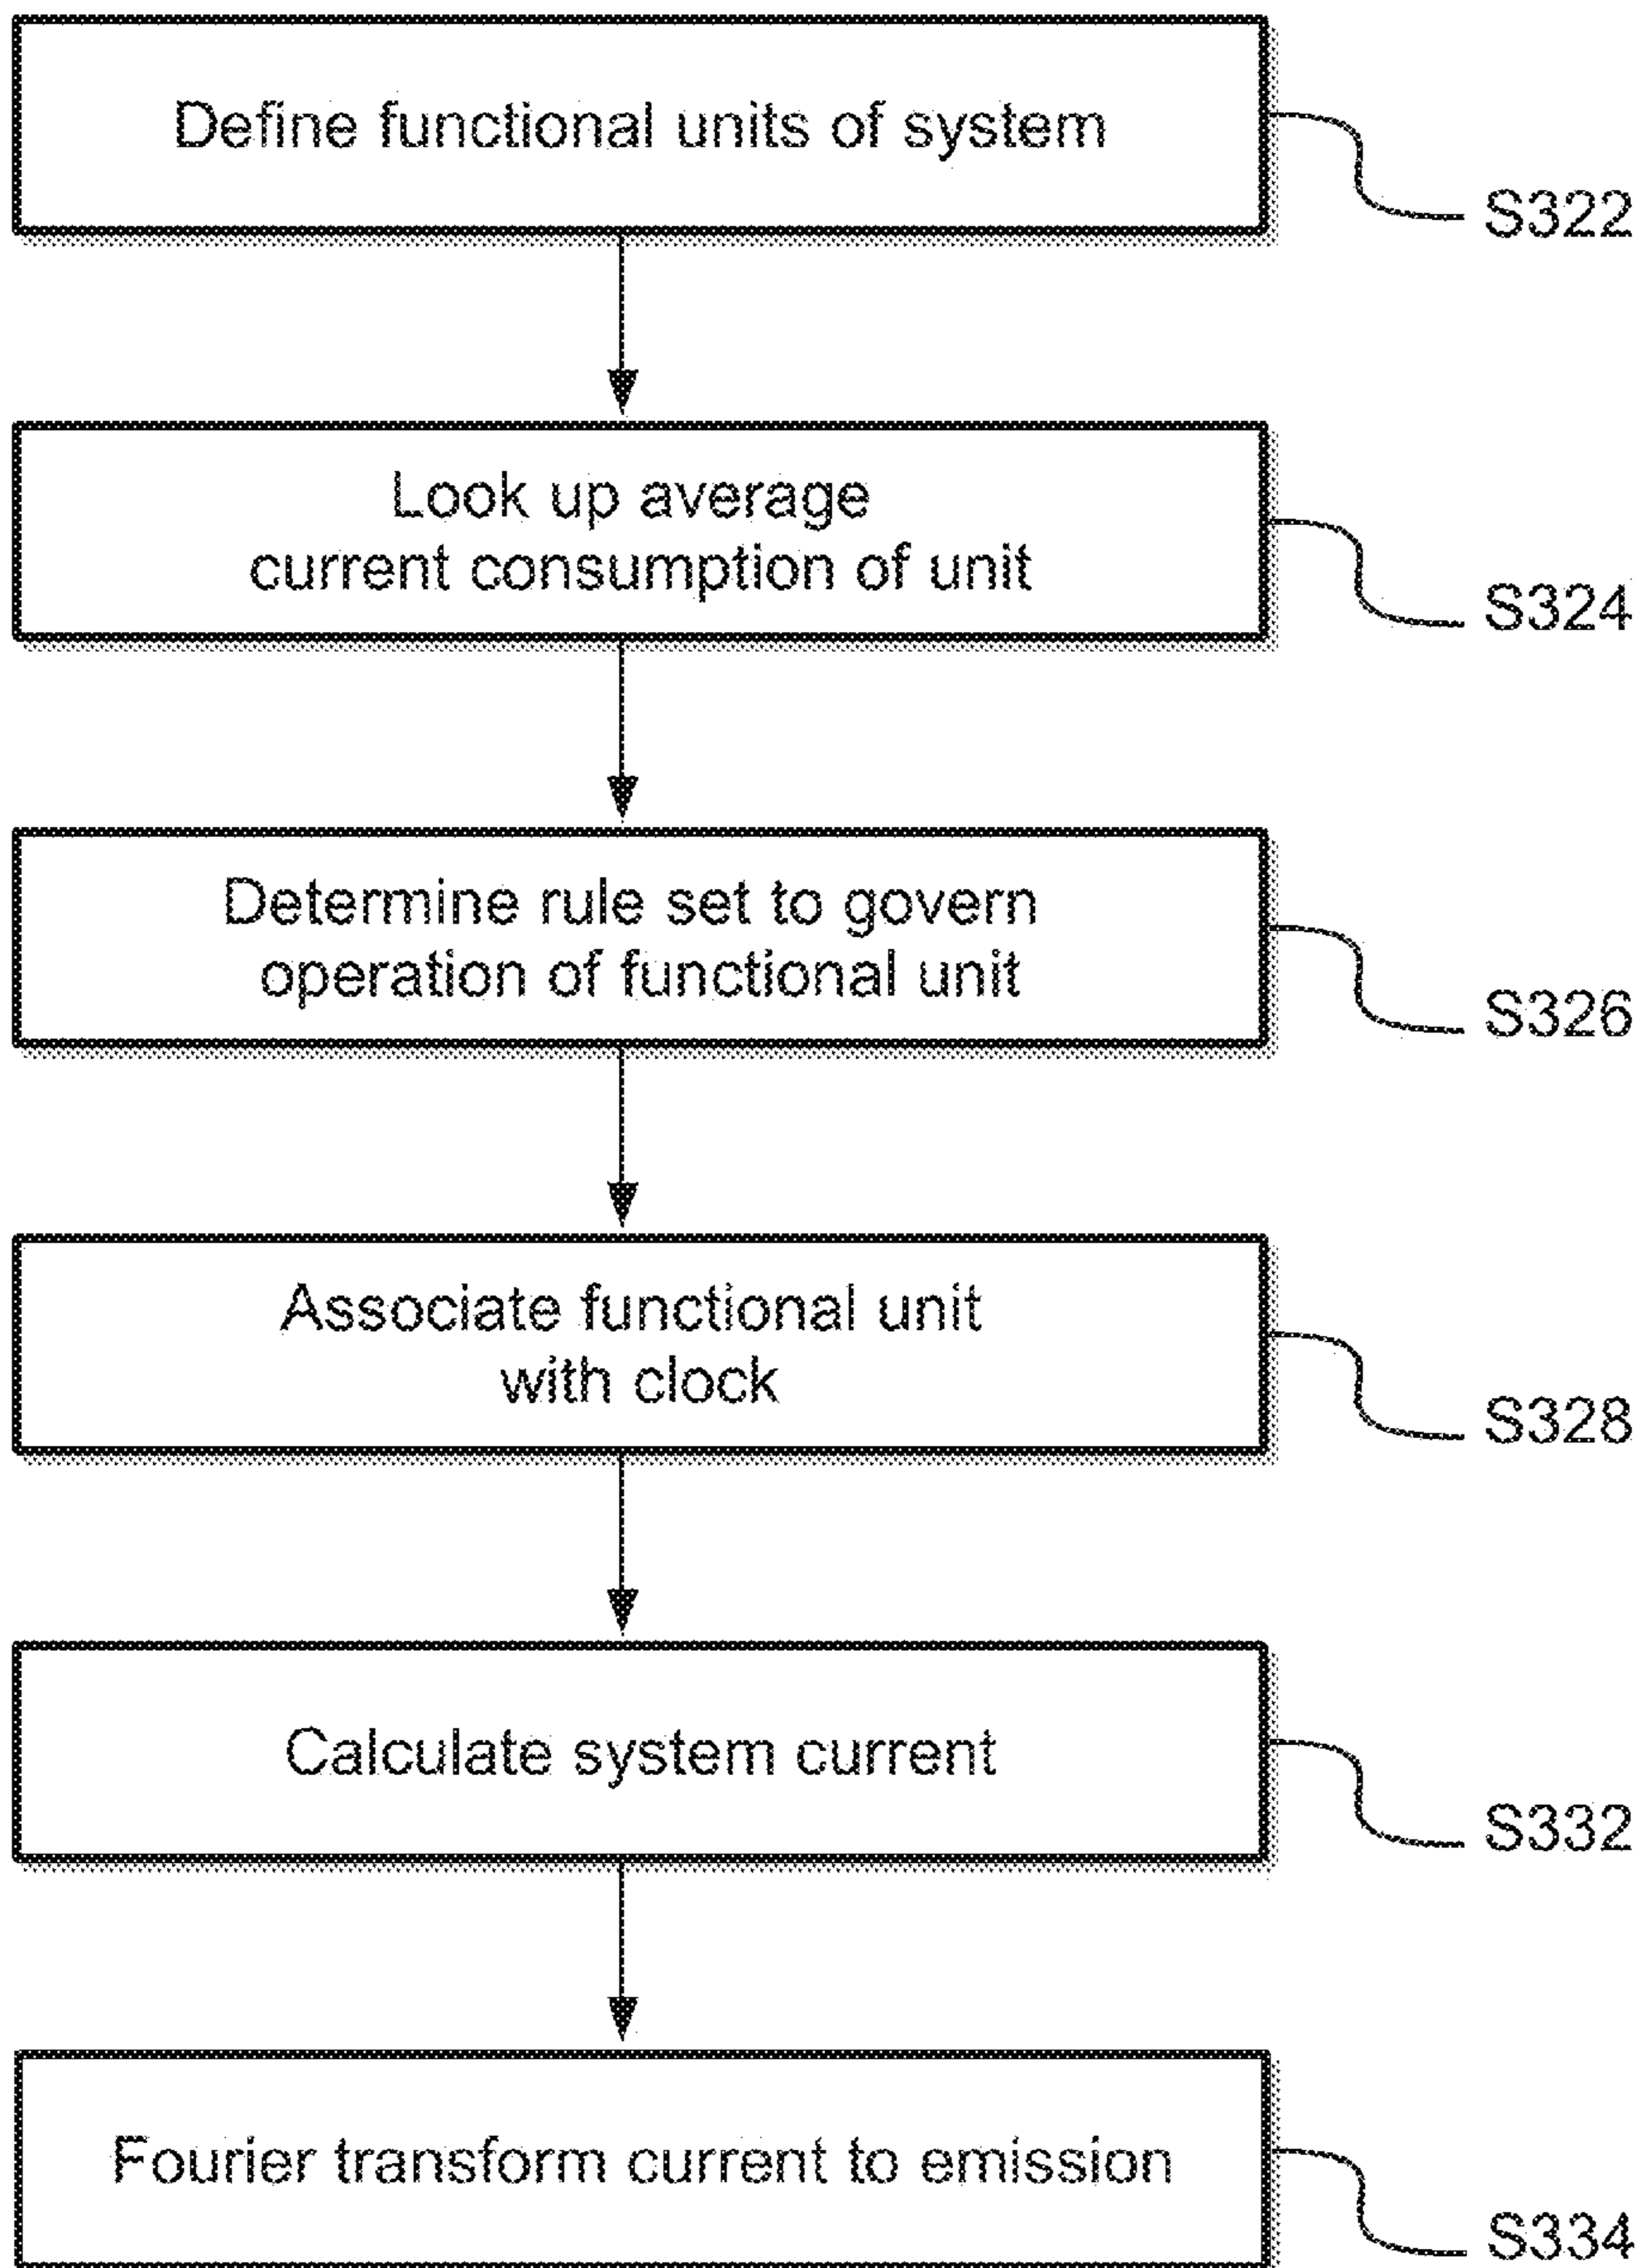 Define functional units of system
S322
Look up average
current consumption of unit
S324
Determine rule set to govern
operation of functional unit
S326
Associate functional unit
with clock
S328
Calculate system current
S332
Fourier transform current to emission
S334